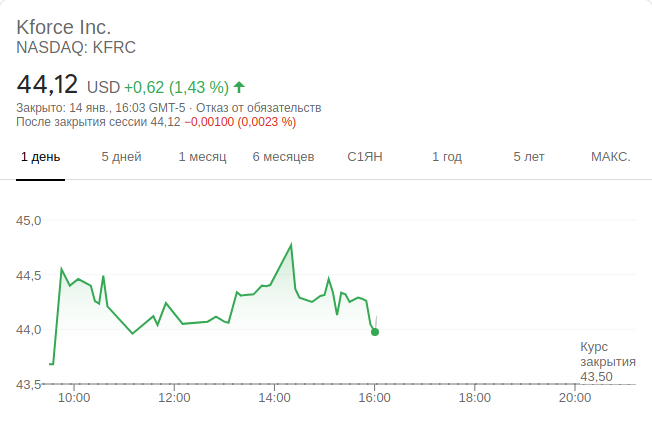 Kforce Inc.
NASDAQ: KFRC
44,12 USD +0,62 (1,43 %)
Закрыто: 14 янв., 16:03 GMT-5 · Отказ от обязательств
После закрытия сессии 44,12 −0,00100 (0,0023 %)
1 день 5 дней 1 месяц 6 месяцев С1ЯН 1 год 5 лет МАКС.
45,0
44,5
44,0
Курс
закрытия
43,50
43,5
10:00 12:00 14:00 16:00 18:00 20:00